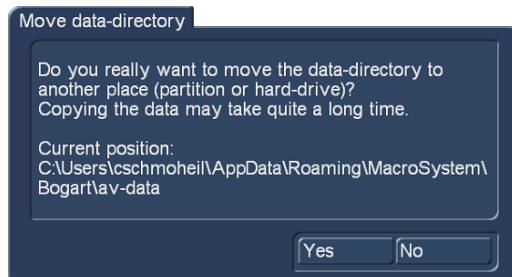 Move data-directory
Do you really want to move the data-directory to
another place (partition or hard-drive)?
Copying the data may take quite a long time.
Current position:
C:\Users\cschmoheil\AppData\Roaming\MacroSystem\
Bogart\av-data
Yes No